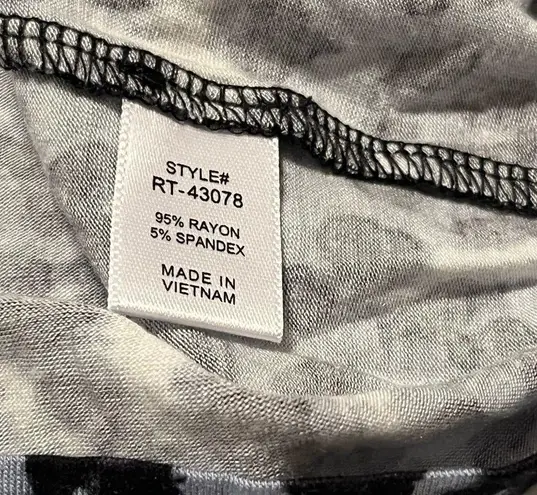 STYLE#
RT-43078
95% RAYON
5% SPANDEX
MADE IN
VIETNAM